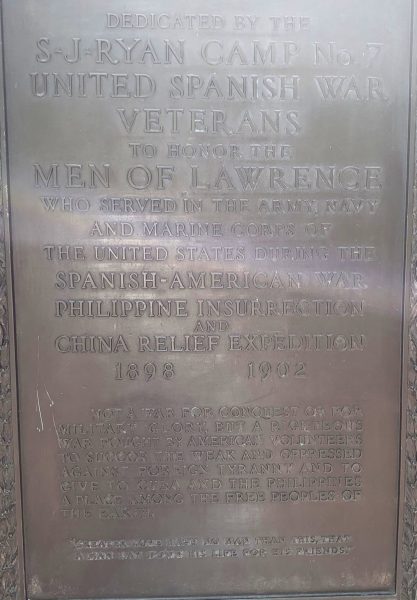 DEDICATED BY THE
S-J-RYAN CAMP No. 7
UNITED SPANISH WAR
VETERANS
TO HONOR THE
MEN OF LAWRENCE
WHO SERVED IN THE ARMY, NAVY
AND MARINE CORPS OF
THE UNITED STATES DURING THE
SPANISH-AMERICAN WAR
PHILIPPINE INSURRECTION
AND
CHINA RELIEF EXPEDITION
1898 1902
NOT A WAR FOR CONQUEST OR FOR
MILITARY GLORY BUT A RIGHTEOUS
WAR FOUGHT BY AMERICAN VOLUNTEERS
TO SUCCOR THE WEAK AND OPPRESSED
AGAINST FOREIGN TYRANNY AND TO
GIVE TO CUBA AND THE PHILIPPINES
A PLACE AMONG THE FREE PEOPLES OF
THE EARTH.
"GREATER LOVE HATH NO MAN THAN THIS, THAT
A MAN LAY DOWN HIS LIFE FOR HIS FRIENDS."